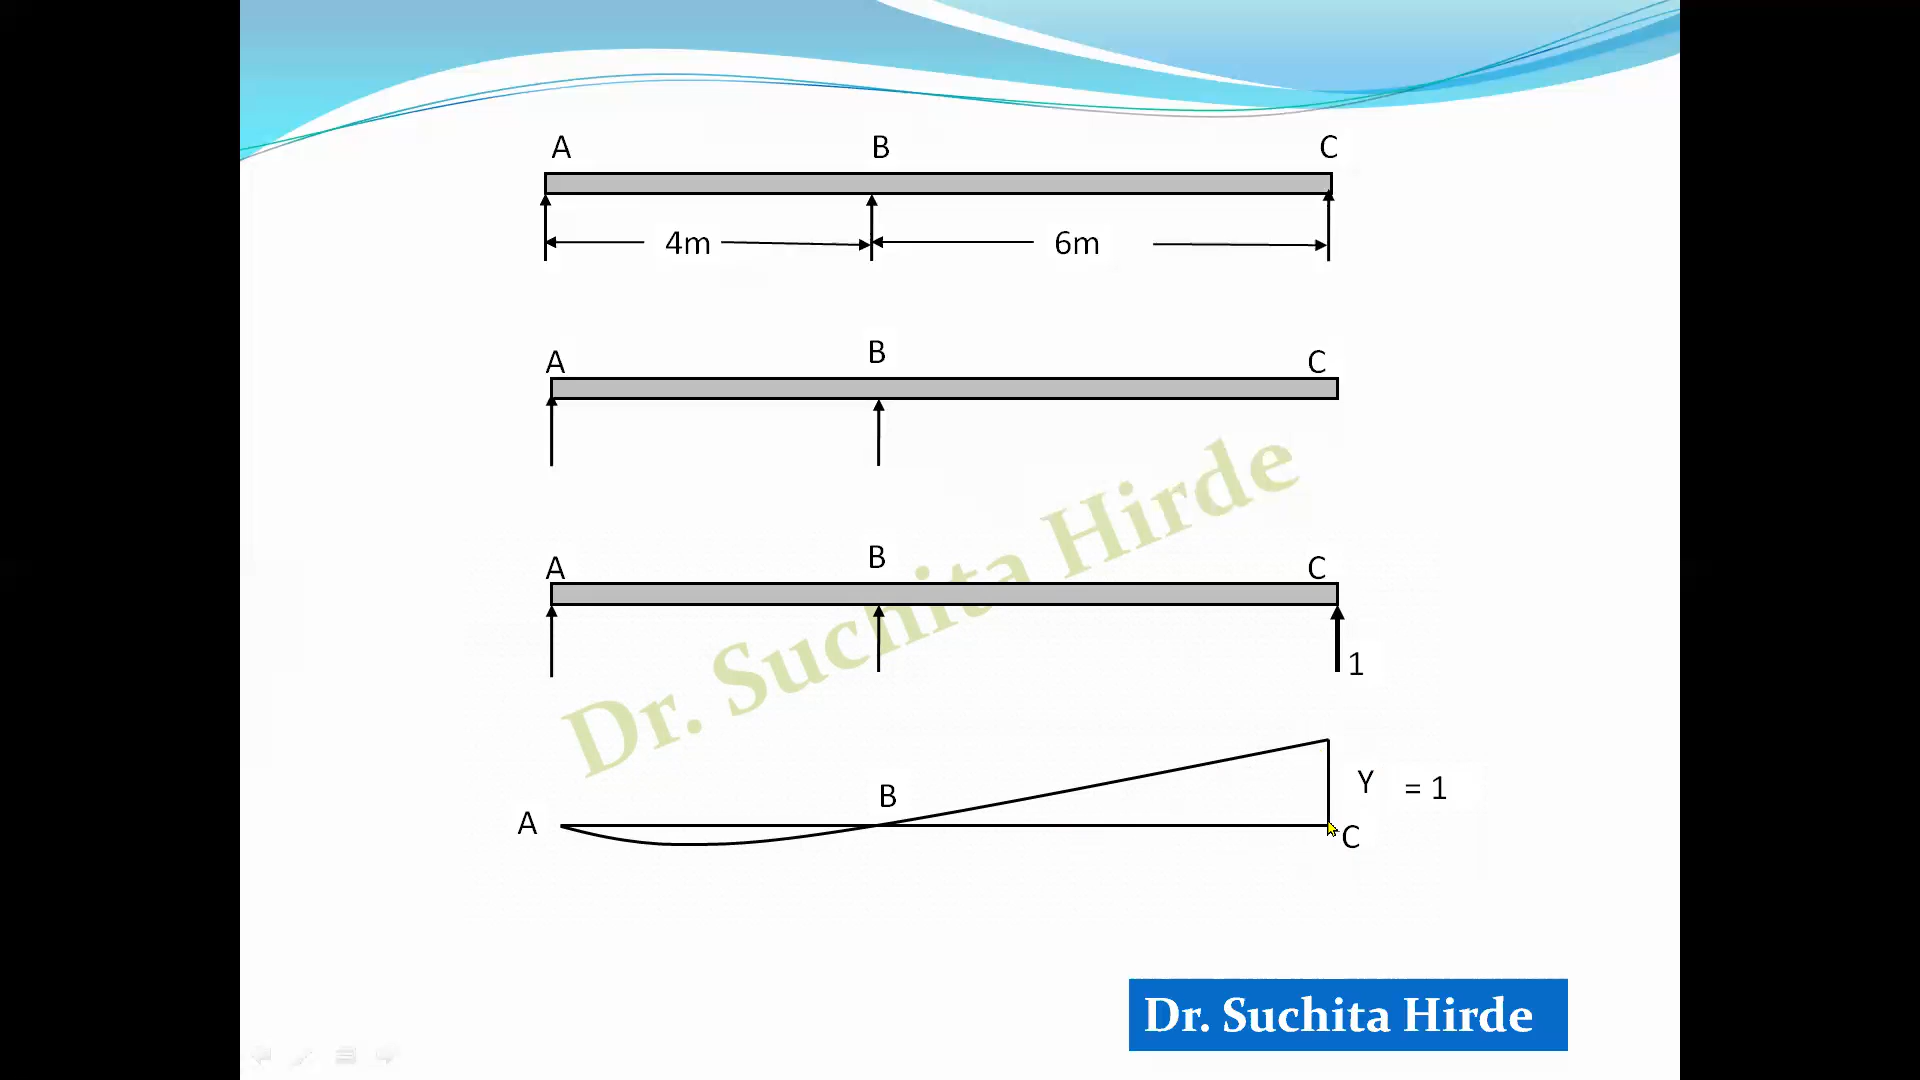 A B C
4m 6m
A B C
A B C
1
Dr. Suchita Hirde
A B C
Y = 1
Dr. Suchita Hirde